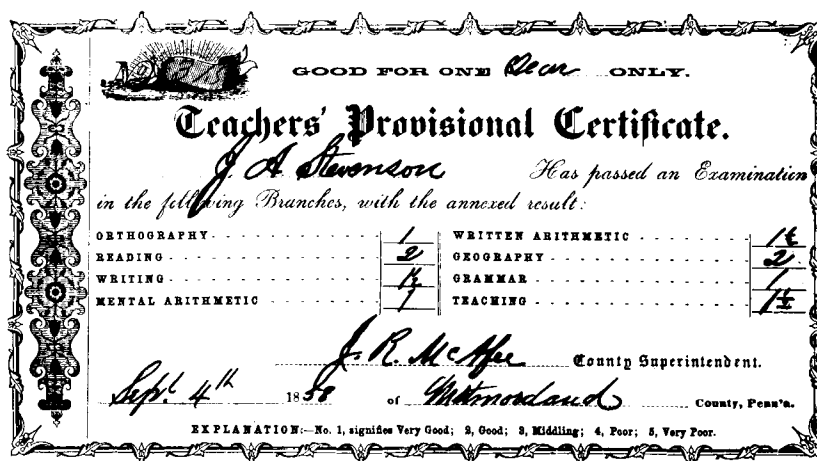 GOOD FOR ONE Year ONLY.
Teachers' Provisional Certificate.
J. A. Stevenson Has passed an Examination
in the following Branches, with the annexed result:
ORTHOGRAPHY 1 WRITTEN ARITHMETIC 1½
READING 2 GEOGRAPHY 2
WRITING 1½ GRAMMAR 1
MENTAL ARITHMETIC 1 TEACHING 1½
J. R. McAfee County Superintendent.
Sept 4th 1858 of Westmoreland County, Penn'a.
EXPLANATION:—No. 1, signifies Very Good; 2, Good; 3, Middling; 4, Poor; 5, Very Poor.